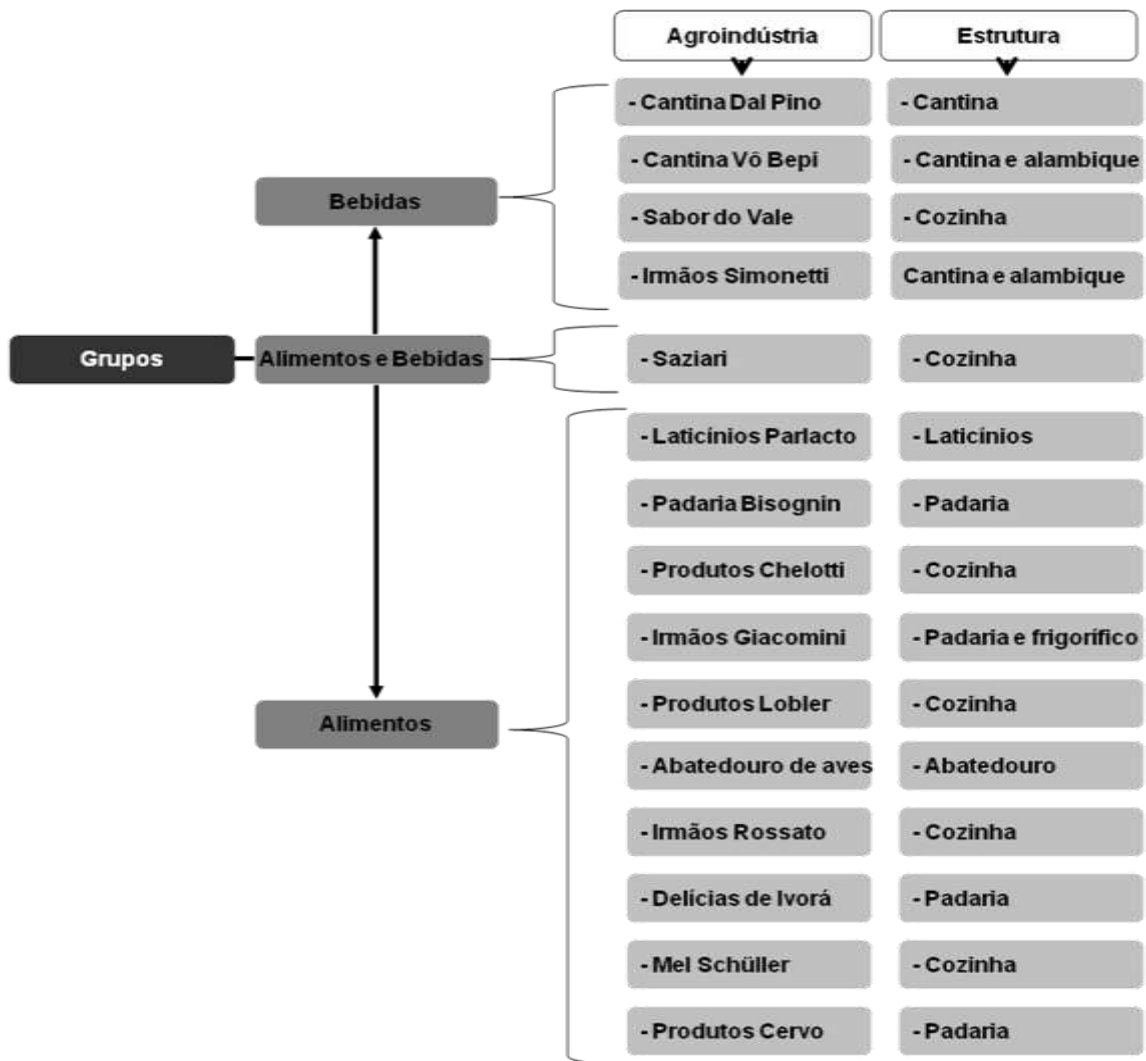 Agroindústria
Estrutura
- Cantina Dal Pino
- Cantina
- Cantina Vô Bepi
- Cantina e alambique
Bebidas
- Sabor do Vale
- Cozinha
- Irmãos Simonetti
Cantina e alambique
Grupos
Alimentos e Bebidas
- Saziari
- Cozinha
- Laticínios Parlacto
- Laticínios
- Padaria Bisognin
- Padaria
- Produtos Chelotti
- Cozinha
- Irmãos Giacomini
- Padaria e frigorífico
- Produtos Lobler
- Cozinha
Alimentos
- Abatedouro de aves
- Abatedouro
- Irmãos Rossato
- Cozinha
- Delícias de Ivorá
- Padaria
- Mel Schüller
- Cozinha
- Produtos Cervo
- Padaria